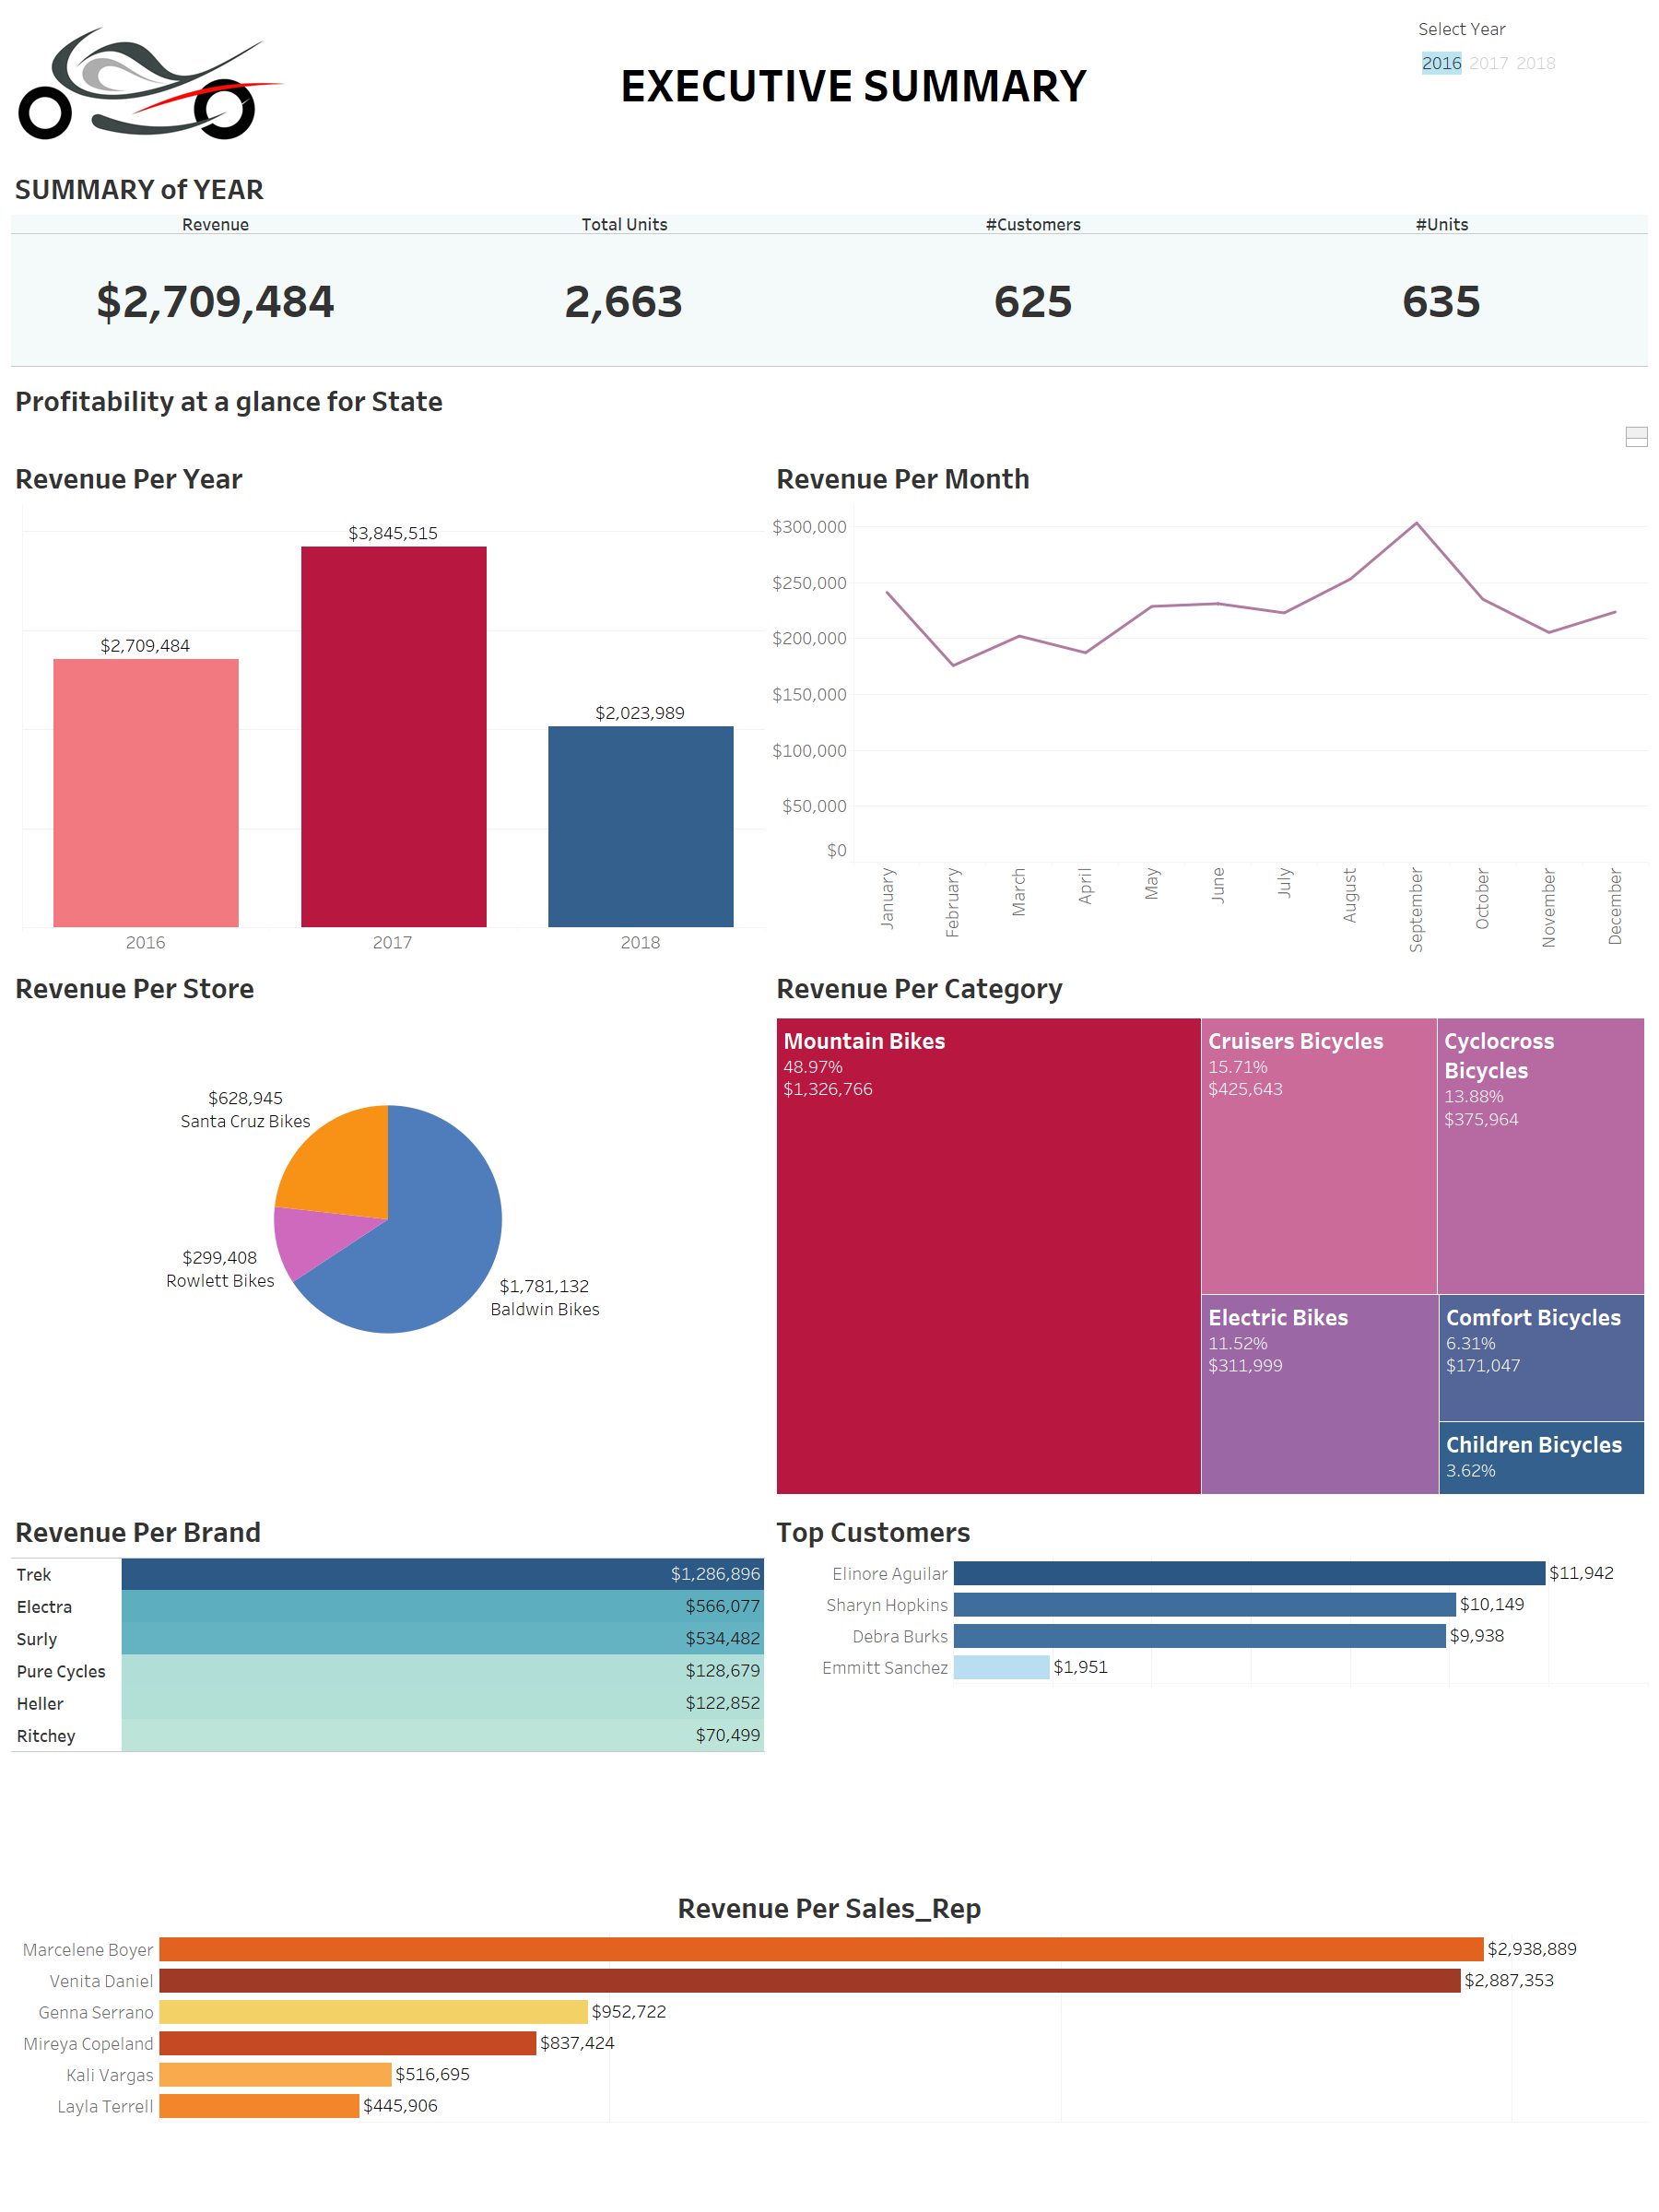 Select Year
2016 2017 2018
EXECUTIVE SUMMARY
SUMMARY of YEAR
Revenue Total Units #Customers #Units
$2,709,484 2,663 625 635
Profitability at a glance for State
Revenue Per Year
$3,845,515
$2,709,484
$2,023,989
2016 2017 2018
Revenue Per Month
$300,000
$250,000
$200,000
$150,000
$100,000
$50,000
$0
January
February
March
April
May
June
July
August
September
October
November
December
Revenue Per Store
$628,945
Santa Cruz Bikes
$299,408
Rowlett Bikes
$1,781,132
Baldwin Bikes
Revenue Per Category
Mountain Bikes
48.97%
$1,326,766
Cruisers Bicycles
15.71%
$425,643
Cyclocross
Bicycles
13.88%
$375,964
Electric Bikes
11.52%
$311,999
Comfort Bicycles
6.31%
$171,047
Children Bicycles
3.62%
Revenue Per Brand
Trek $1,286,896
Electra $566,077
Surly $534,482
Pure Cycles $128,679
Heller $122,852
Ritchey $70,499
Top Customers
Elinore Aguilar $11,942
Sharyn Hopkins $10,149
Debra Burks $9,938
Emmitt Sanchez $1,951
Revenue Per Sales_Rep
Marcelene Boyer $2,938,889
Venita Daniel $2,887,353
Genna Serrano $952,722
Mireya Copeland $837,424
Kali Vargas $516,695
Layla Terrell $445,906